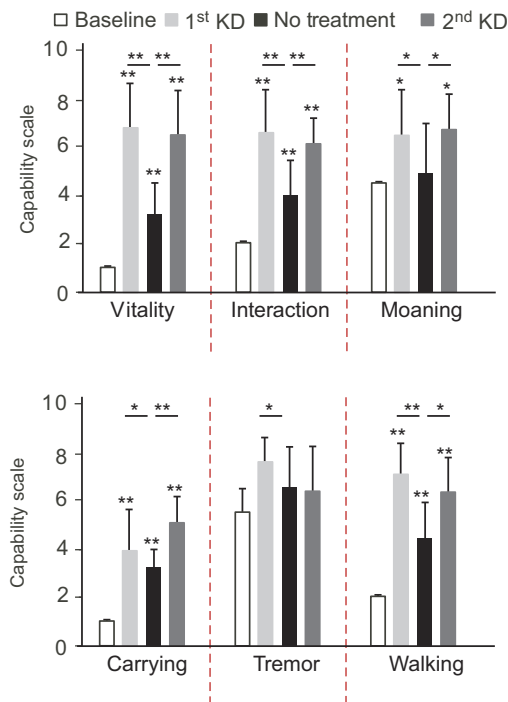 Baseline 1st KD No treatment 2nd KD
10
8
6
4
2
0
Capability scale
** ** ** ** * *
** ** ** ** * *
** **
Vitality Interaction Moaning
10
8
6
4
2
0
Capability scale
* ** * ** *
** ** ** **
** **
Carrying Tremor Walking